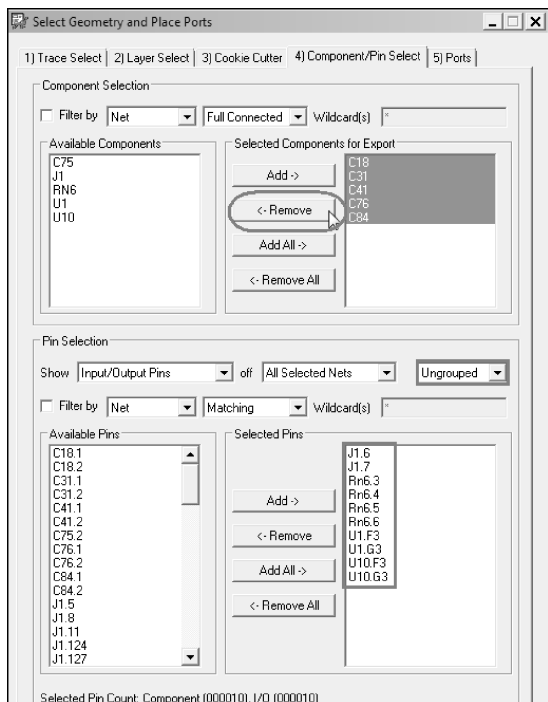 Select Geometry and Place Ports
1) Trace Select 2) Layer Select 3) Cookie Cutter 4) Component/Pin Select 5) Ports
Component Selection
Filter by Net Full Connected Wildcard(s) *
Available Components
C75
J1
RN6
U1
U10
Add ->
<- Remove
Add All ->
<- Remove All
Selected Components for Export
C18
C31
C41
C76
C84
Pin Selection
Show Input/Output Pins off All Selected Nets Ungrouped
Filter by Net Matching Wildcard(s) *
Available Pins
C18.1
C18.2
C31.1
C31.2
C41.1
C41.2
C75.2
C76.1
C76.2
C84.1
C84.2
J1.5
J1.8
J1.11
J1.124
J1.127
Selected Pins
Add ->
<- Remove
Add All ->
<- Remove All
J1.6
J1.7
Rn6.3
Rn6.4
Rn6.5
Rn6.6
U1.F3
U1.G3
U10.F3
U10.G3
Selected Pin Count: Component (000010), I/O (000010)